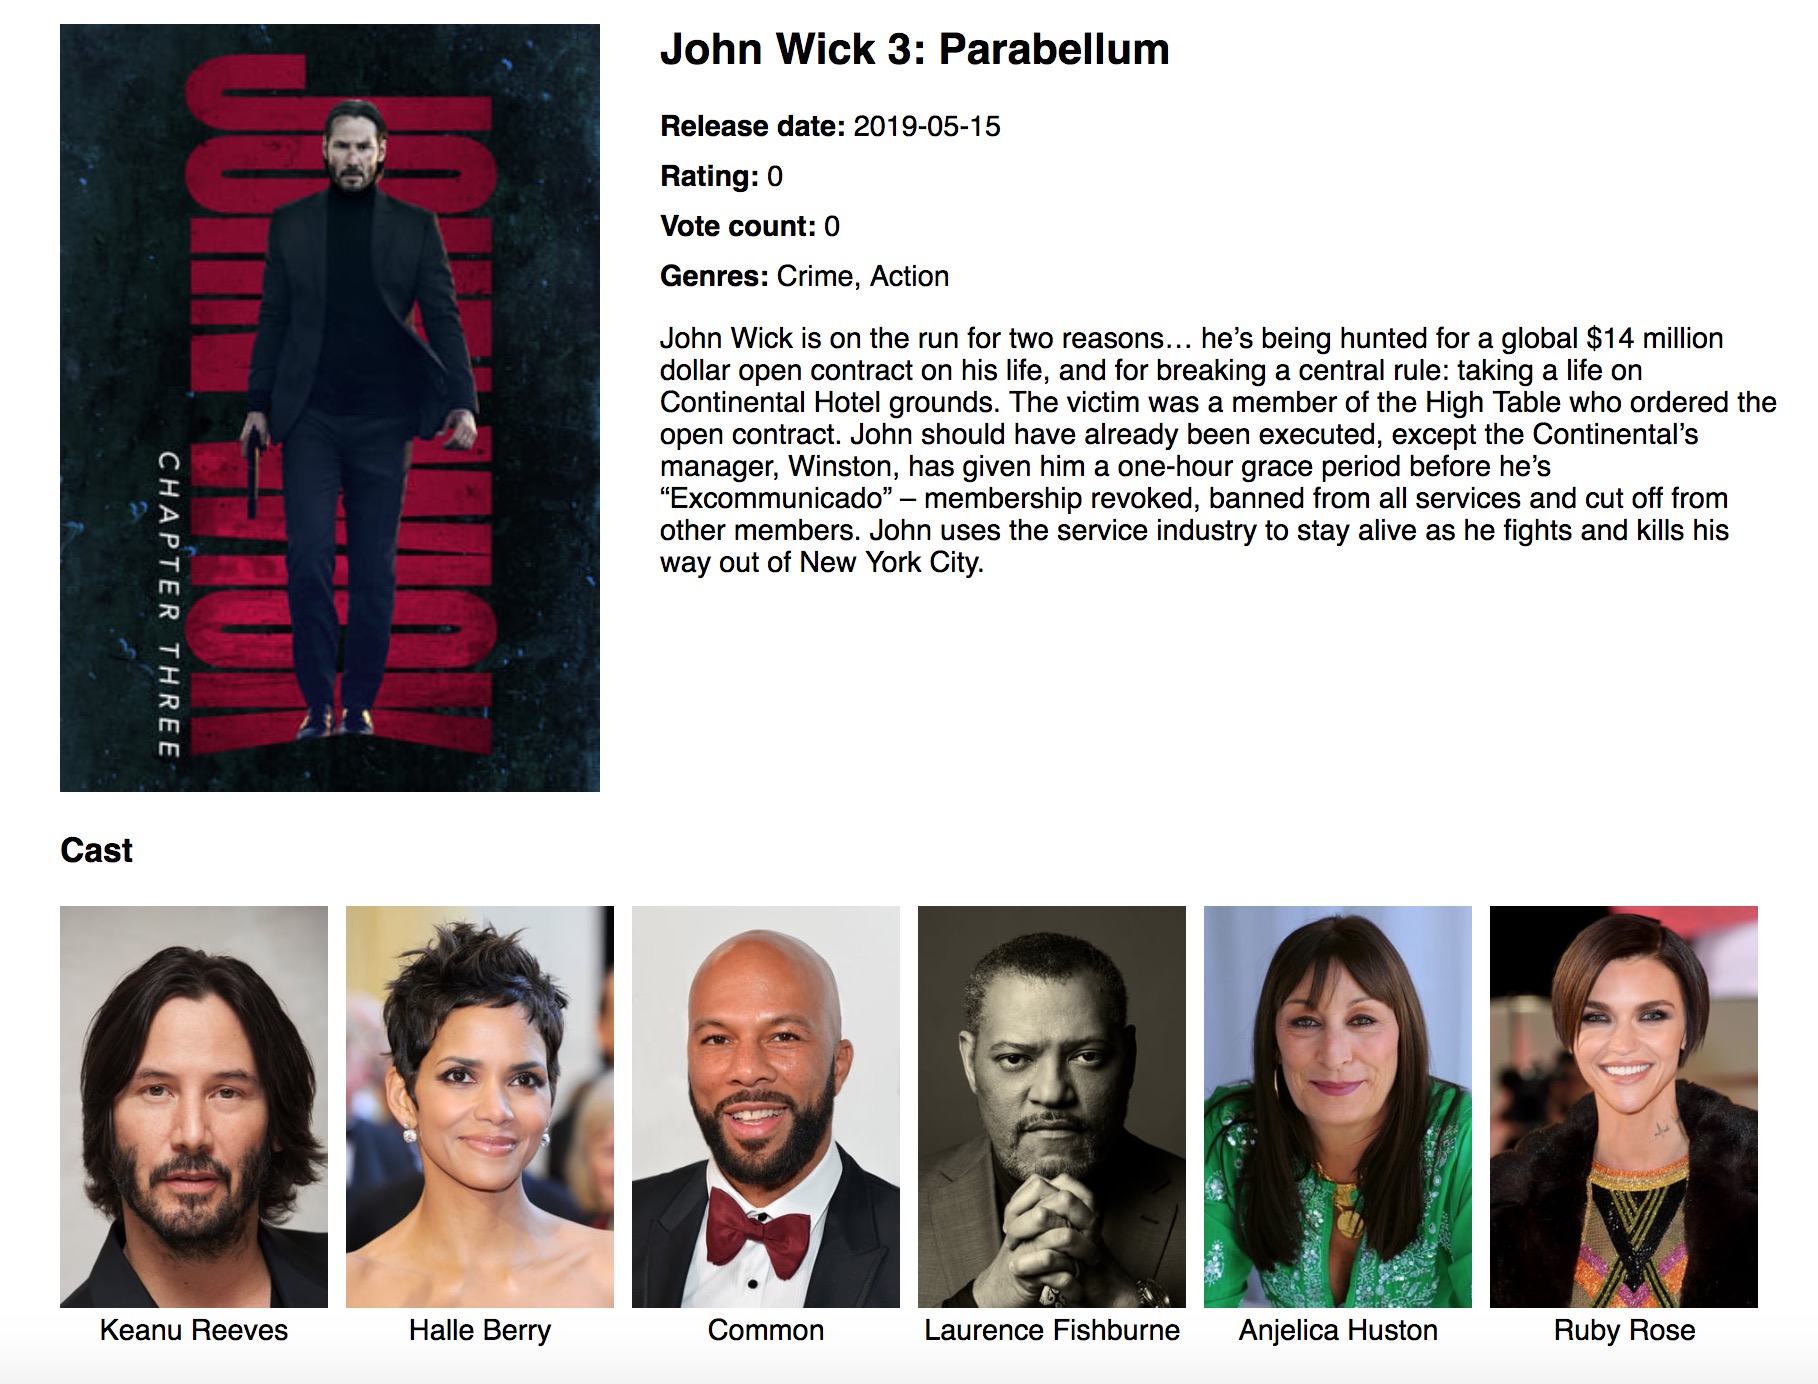 JOHN WICK
CHAPTER THREE
John Wick 3: Parabellum
Release date: 2019-05-15
Rating: 0
Vote count: 0
Genres: Crime, Action
John Wick is on the run for two reasons… he’s being hunted for a global $14 million
dollar open contract on his life, and for breaking a central rule: taking a life on
Continental Hotel grounds. The victim was a member of the High Table who ordered the
open contract. John should have already been executed, except the Continental’s
manager, Winston, has given him a one-hour grace period before he’s
“Excommunicado” – membership revoked, banned from all services and cut off from
other members. John uses the service industry to stay alive as he fights and kills his
way out of New York City.
Cast
Keanu Reeves
Halle Berry
Common
Laurence Fishburne
Anjelica Huston
Ruby Rose